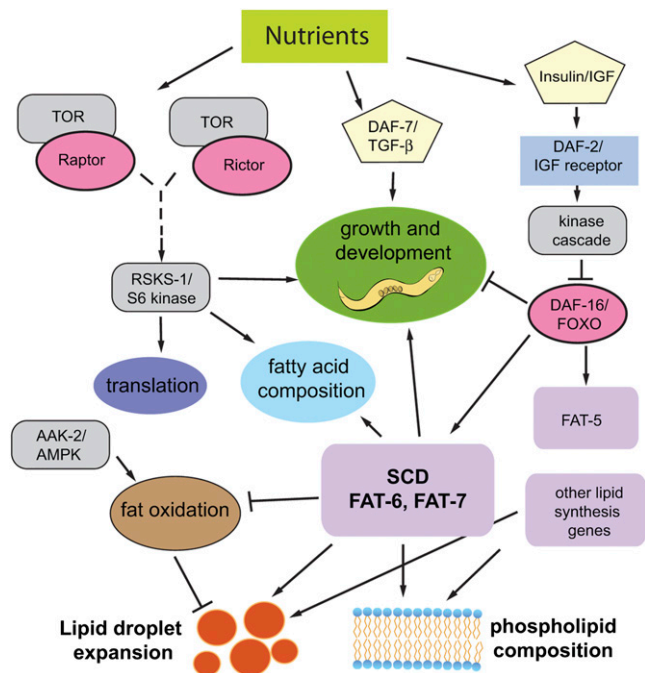 Nutrients
Insulin/IGF
TOR
TOR
Raptor
Rictor
DAF-7/
TGF-β
DAF-2/
IGF receptor
growth and
development
kinase
cascade
RSKS-1/
S6 kinase
DAF-16/
FOXO
translation
fatty acid
composition
FAT-5
AAK-2/
AMPK
SCD
FAT-6, FAT-7
fat oxidation
other lipid
synthesis
genes
Lipid droplet
expansion
phospholipid
composition